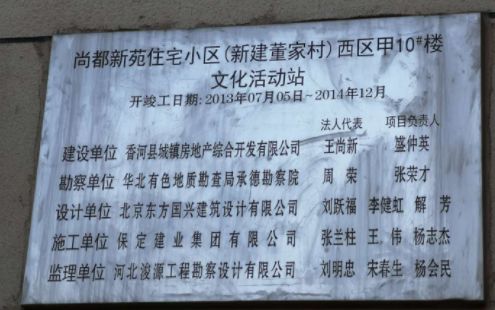 尚都新苑住宅小区(新建董家村)西区甲10#楼
文化活动站
开竣工日期:2013年07月05日~2014年12月
法人代表 项目负责人
建设单位 香河县城镇房地产综合开发有限公司 王尚新 盛仲英
勘察单位 华北有色地质勘查局承德勘察院 周荣 张荣才
设计单位 北京东方国兴建筑设计有限公司 刘跃福 李健虹 解芳
施工单位 保定建业集团有限公司 张兰柱 王伟 杨志杰
监理单位 河北浚源工程勘察设计有限公司 刘明忠 宋春生 杨会民